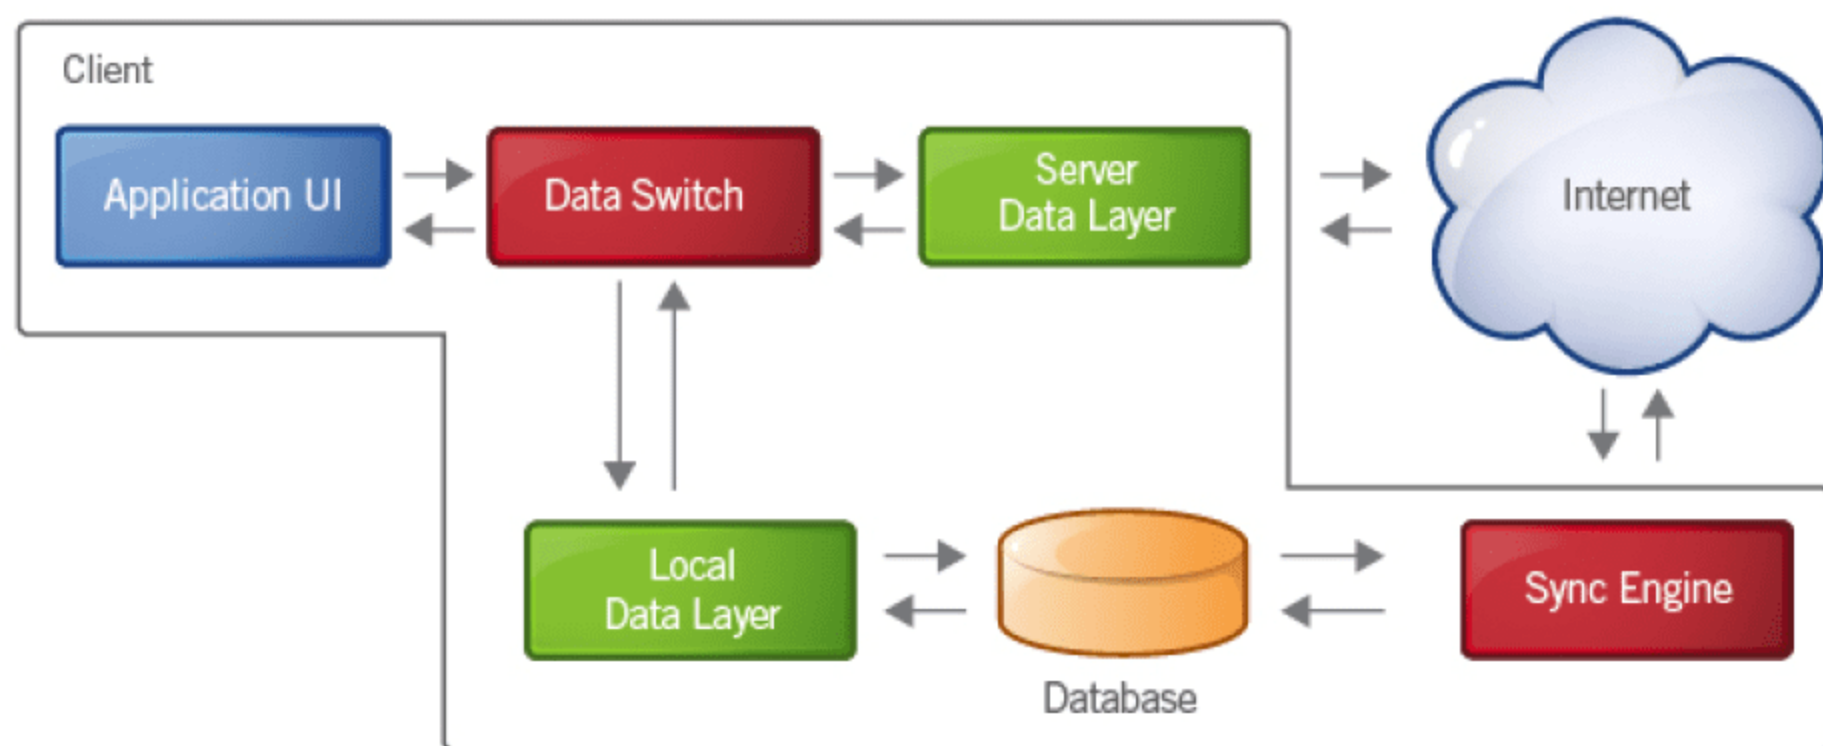 Client
Application UI
Data Switch
Server
Data Layer
Internet
Local
Data Layer
Database
Sync Engine